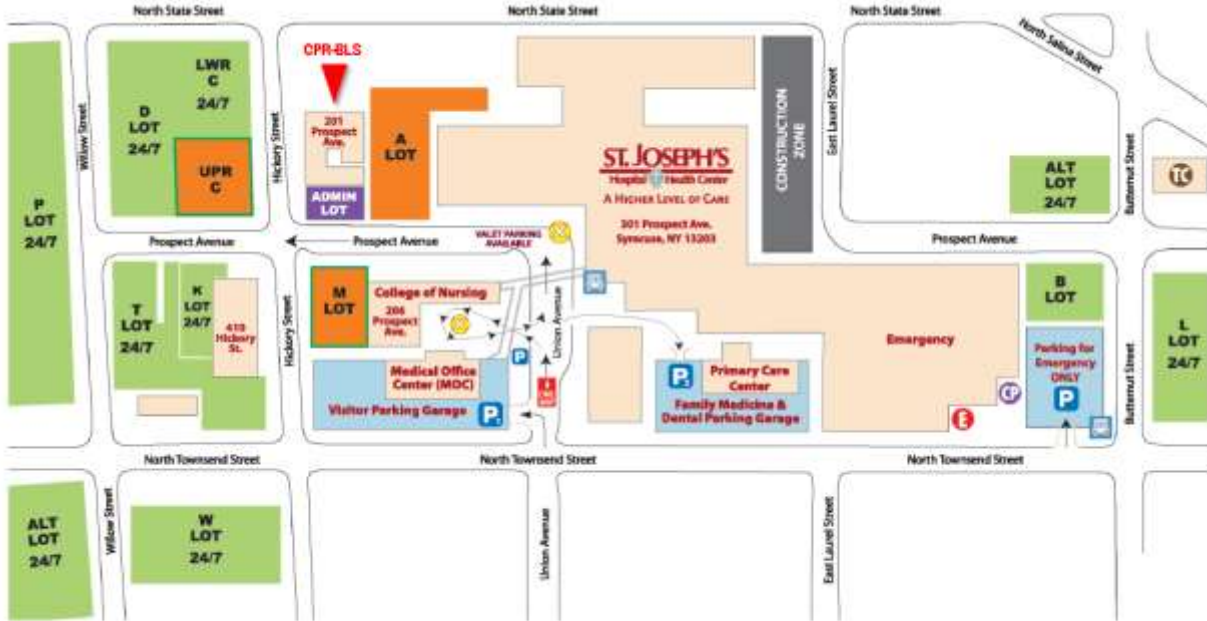 North State Street
North State Street
North State Street
North Salina Street
CPR-BLS
LWR
C
24/7
D
LOT
24/7
UPR
C
Willow Street
Hickory Street
201
Prospect
Ave.
A
LOT
ADMIN
LOT
ST. JOSEPH'S
Hospital Health Center
A HIGHER LEVEL OF CARE
301 Prospect Ave.
Syracuse, NY 13203
CONSTRUCTION
ZONE
East Laurel Street
ALT
LOT
24/7
Butternut Street
TC
P
LOT
24/7
Prospect Avenue
Prospect Avenue
VALET PARKING
AVAILABLE
Prospect Avenue
T
LOT
24/7
K
LOT
24/7
410
Hickory
St.
Hickory Street
M
LOT
College of Nursing
206
Prospect
Ave.
Union Avenue
Medical Office
Center (MOC)
Visitor Parking Garage
P
P
P
Primary Care
Center
Family Medicine &
Dental Parking Garage
Emergency
CP
E
B
LOT
Parking for
Emergency
ONLY
P
Butternut Street
L
LOT
24/7
North Townsend Street
North Townsend Street
North Townsend Street
ALT
LOT
24/7
Willow Street
W
LOT
24/7
Union Avenue
East Laurel Street